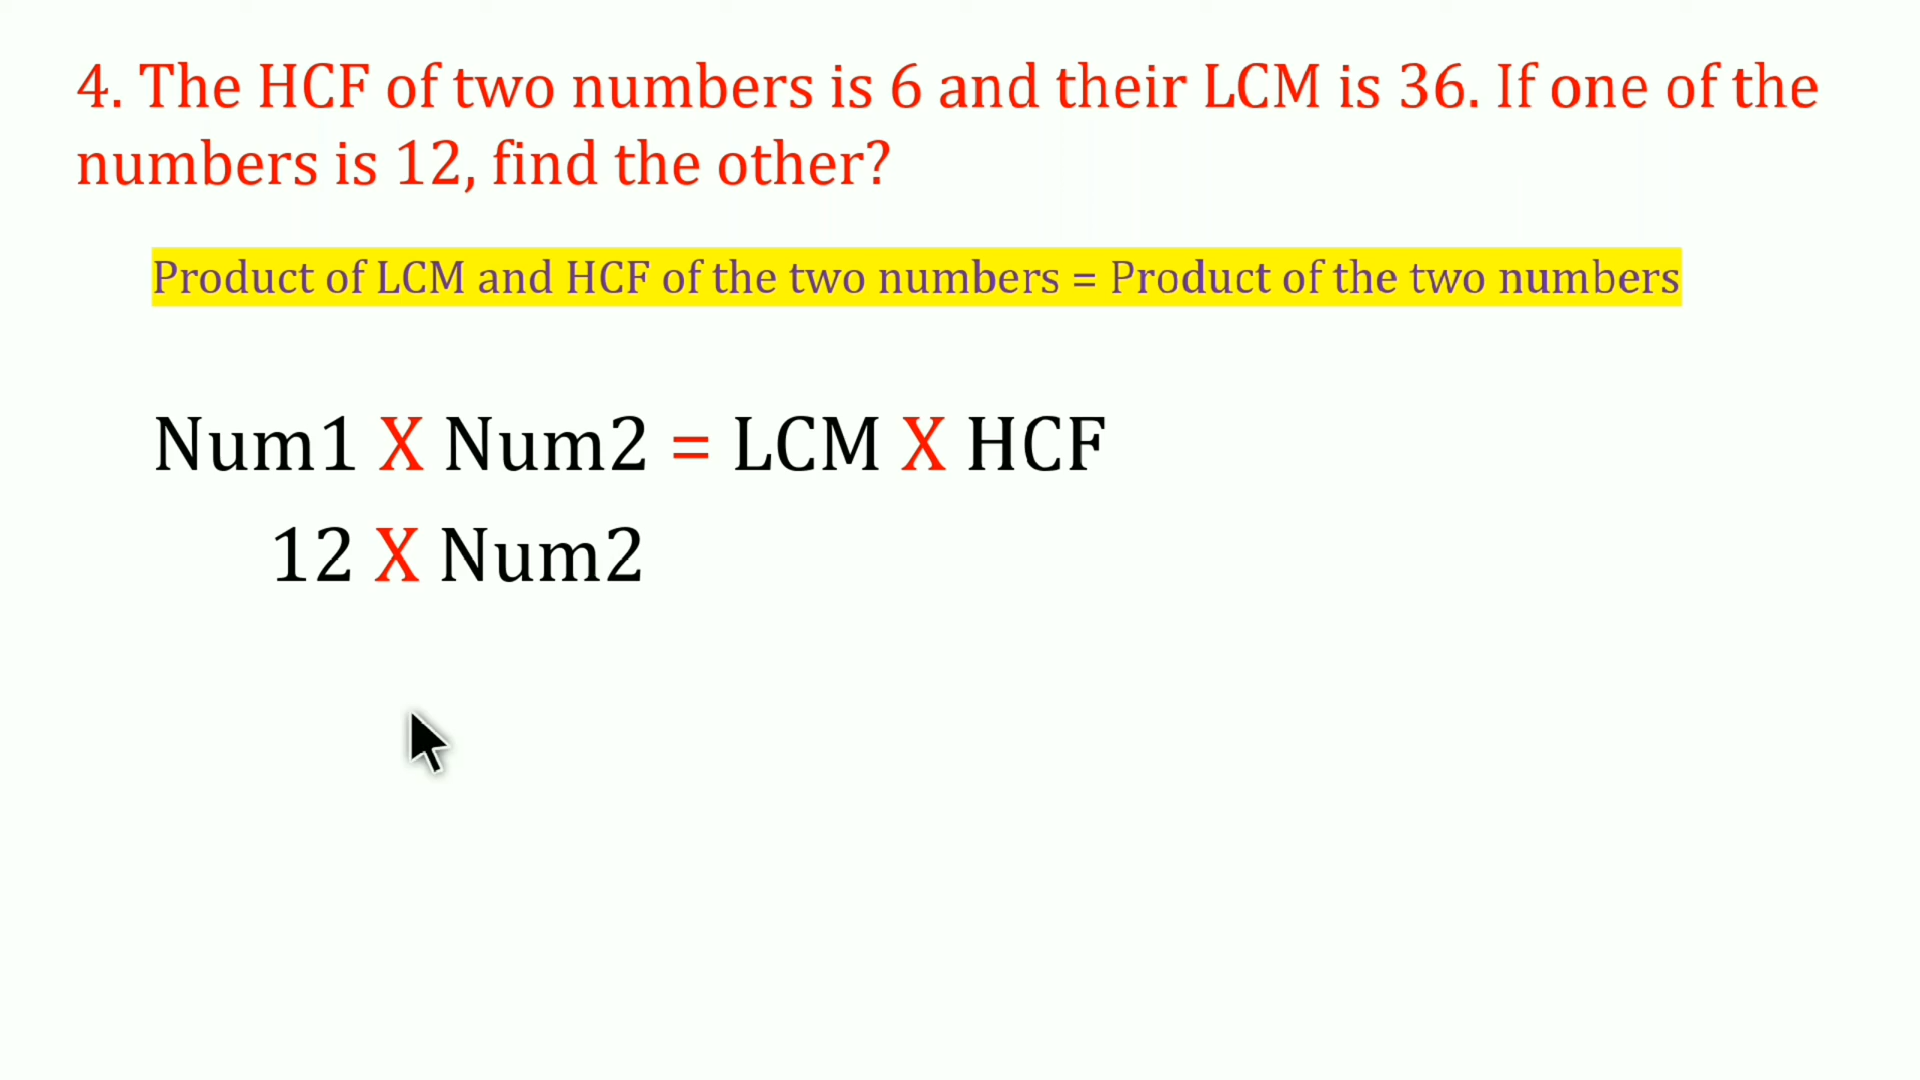 4. The HCF of two numbers is 6 and their LCM is 36. If one of the
numbers is 12, find the other?
Product of LCM and HCF of the two numbers = Product of the two numbers
Num1 X Num2 = LCM X HCF
12 X Num2